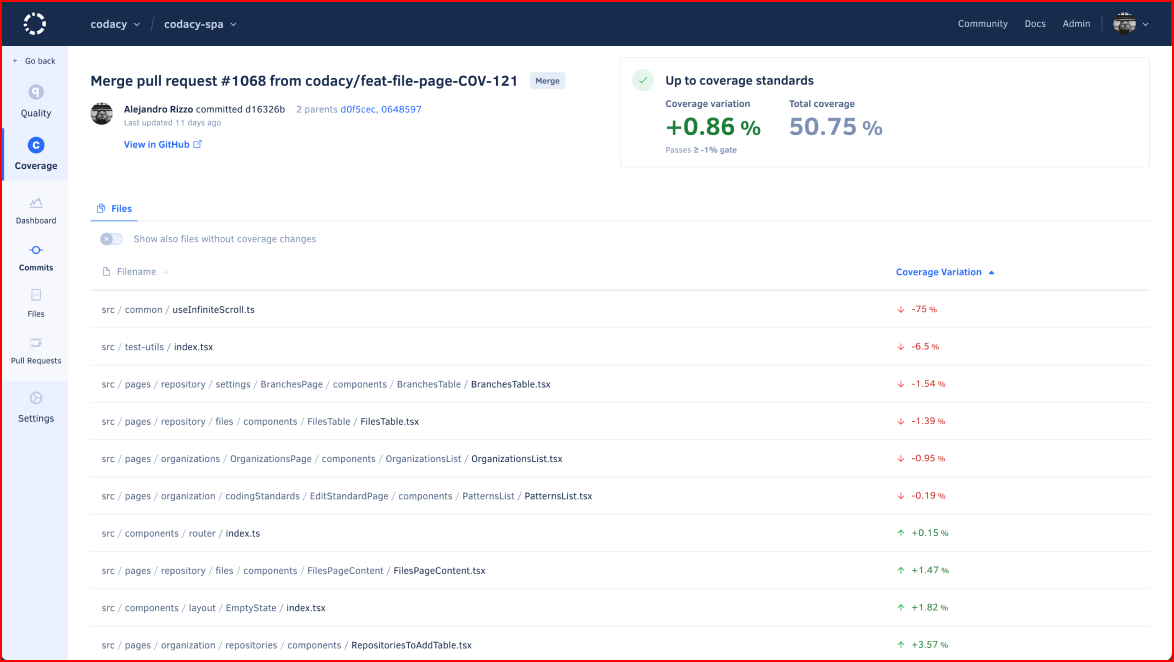 codacy / codacy-spa
Community Docs Admin
Go back
Quality
C
Coverage
Dashboard
Commits
Files
Pull Requests
Settings
Merge pull request #1068 from codacy/feat-file-page-COV-121 Merge
Alejandro Rizzo committed d16326b 2 parents d0f5cec, 0648597
Last updated 11 days ago
View in GitHub
Up to coverage standards
Coverage variation Total coverage
+0.86 % 50.75 %
Passes ≥ -1% gate
Files
Show also files without coverage changes
Filename Coverage Variation
src / common / useInfiniteScroll.ts -75 %
src / test-utils / index.tsx -6.5 %
src / pages / repository / settings / BranchesPage / components / BranchesTable / BranchesTable.tsx -1.54 %
src / pages / repository / files / components / FilesTable / FilesTable.tsx -1.39 %
src / pages / organizations / OrganizationsPage / components / OrganizationsList / OrganizationsList.tsx -0.95 %
src / pages / organization / codingStandards / EditStandardPage / components / PatternsList / PatternsList.tsx -0.19 %
src / components / router / index.ts +0.15 %
src / pages / repository / files / components / FilesPageContent / FilesPageContent.tsx +1.47 %
src / components / layout / EmptyState / index.tsx +1.82 %
src / pages / organization / repositories / components / RepositoriesToAddTable.tsx +3.57 %